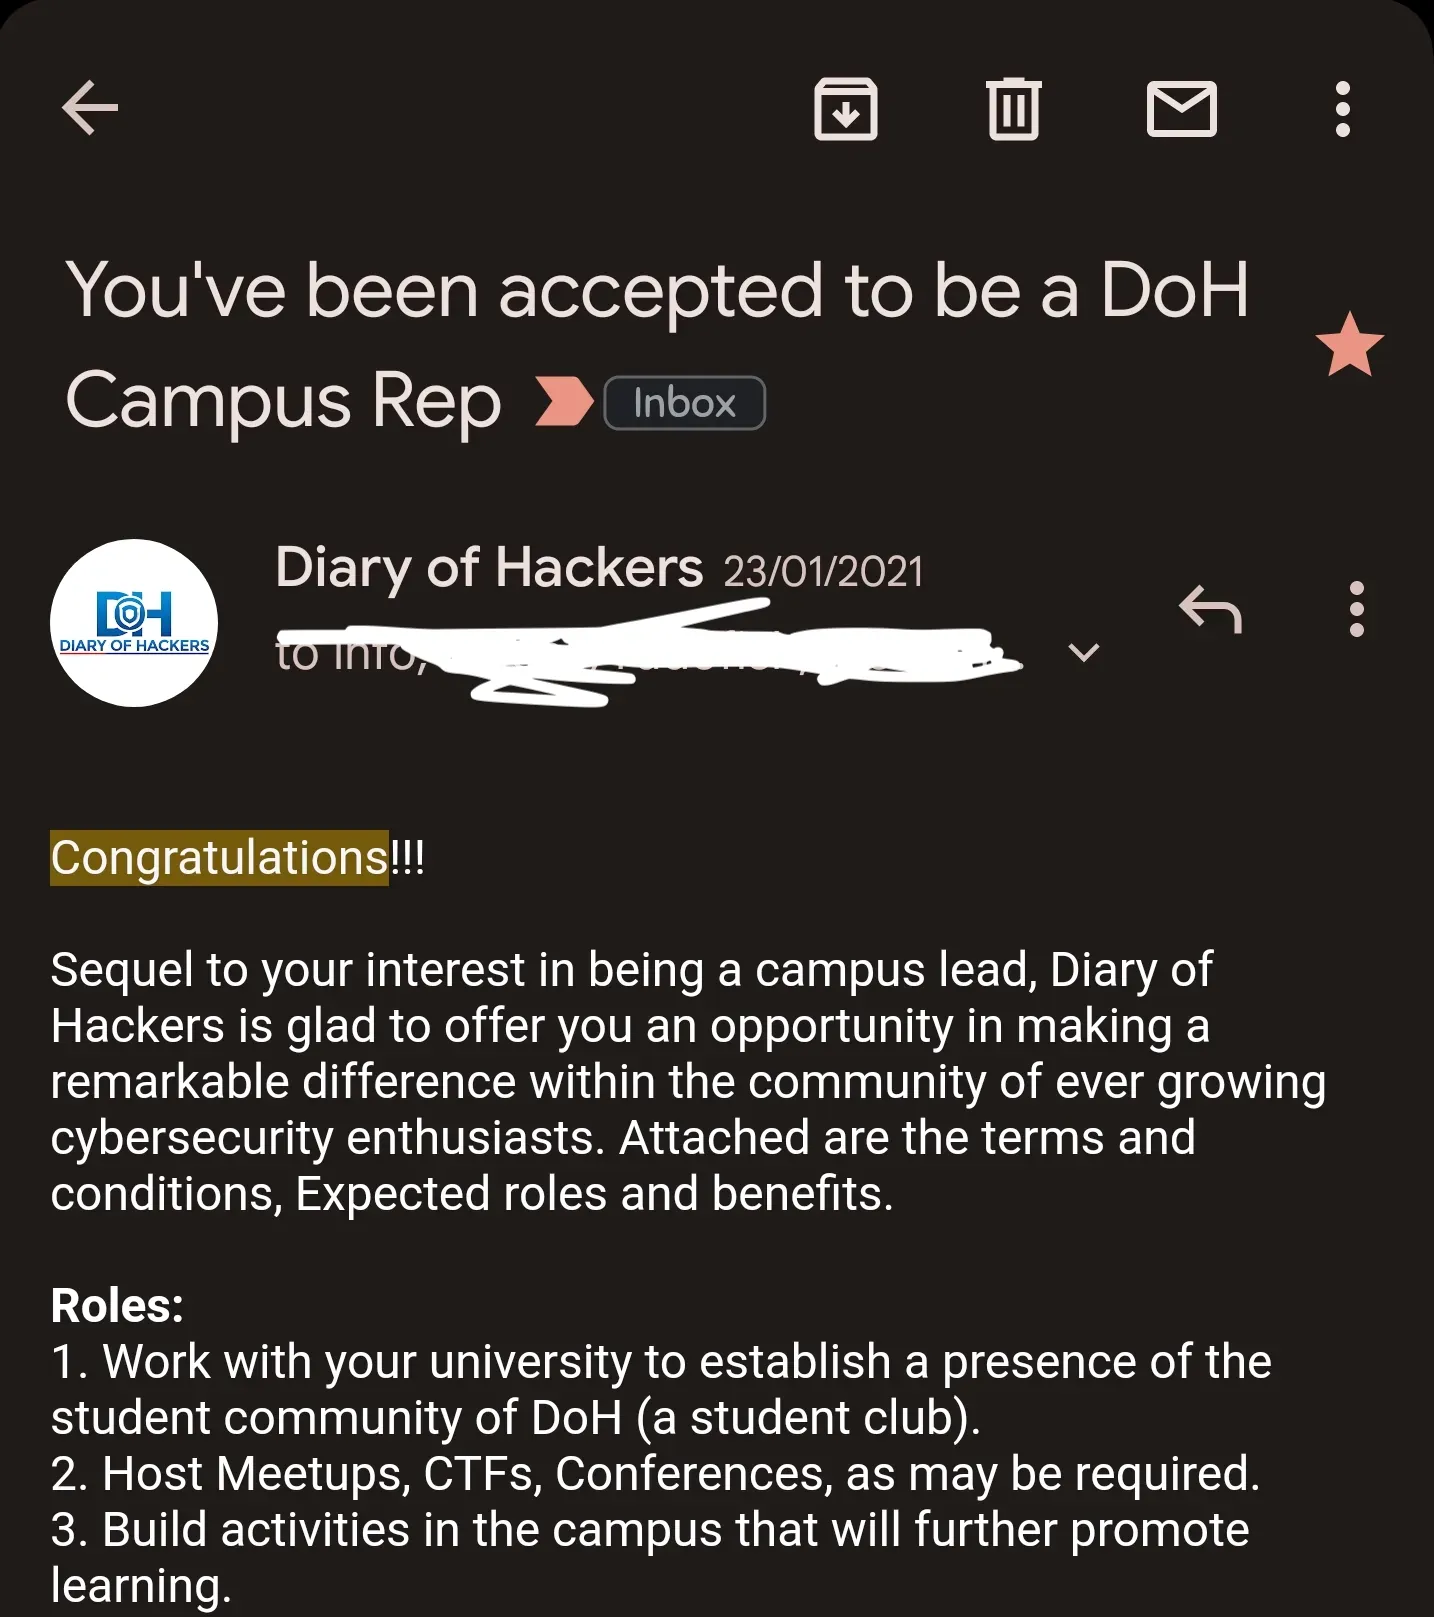 You've been accepted to be a DoH
Campus Rep Inbox
Diary of Hackers 23/01/2021
DH
DIARY OF HACKERS
to Info,
Congratulations!!!
Sequel to your interest in being a campus lead, Diary of
Hackers is glad to offer you an opportunity in making a
remarkable difference within the community of ever growing
cybersecurity enthusiasts. Attached are the terms and
conditions, Expected roles and benefits.
Roles:
1. Work with your university to establish a presence of the
student community of DoH (a student club).
2. Host Meetups, CTFs, Conferences, as may be required.
3. Build activities in the campus that will further promote
learning.